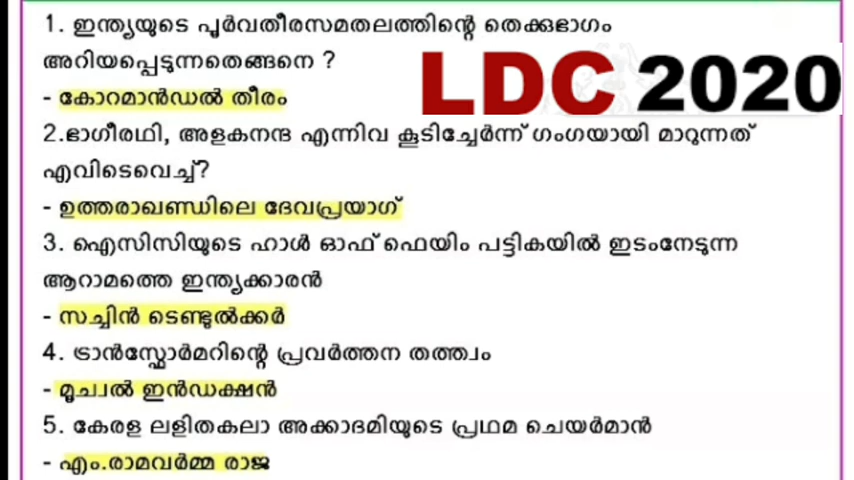 1. ഇന്ത്യയുടെ പൂർവതീരസമതലത്തിന്റെ തെക്കുഭാഗം
അറിയപ്പെടുന്നതെങ്ങനെ ?
- കോറമാൻഡൽ തീരം
LDC 2020
2.ഭാഗീരഥി, അളകനന്ദ എന്നിവ കൂടിച്ചേർന്ന് ഗംഗയായി മാറുന്നത്
എവിടെവെച്ച്?
- ഉത്തരാഖണ്ഡിലെ ദേവപ്രയാഗ്
3. ഐസിസിയുടെ ഹാൾ ഓഫ് ഫെയിം പട്ടികയിൽ ഇടംനേടുന്ന
ആറാമത്തെ ഇന്ത്യക്കാരൻ
- സച്ചിൻ ടെണ്ടുൽക്കർ
4. ട്രാൻസ്ഫോർമറിന്റെ പ്രവർത്തന തത്ത്വം
- മൂച്വൽ ഇൻഡക്ഷൻ
5. കേരള ലളിതകലാ അക്കാദമിയുടെ പ്രഥമ ചെയർമാൻ
- എം.രാമവർമ്മ രാജ